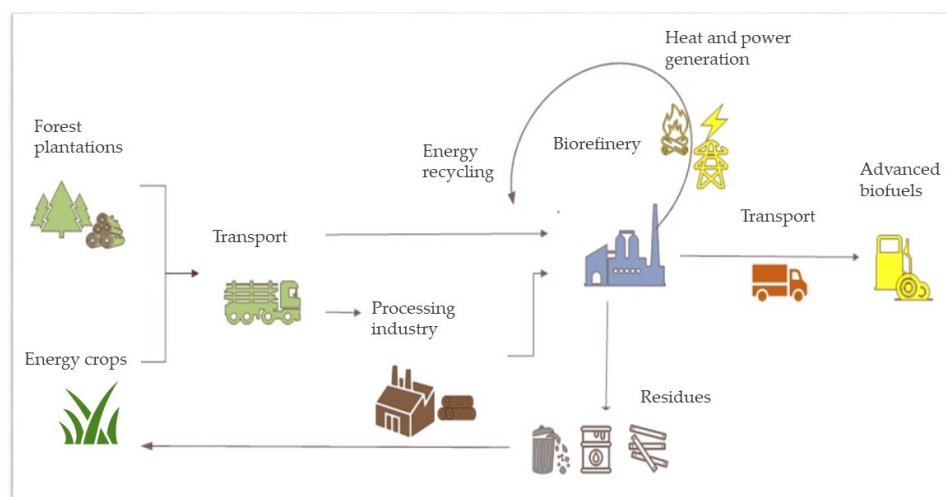 Heat and power
generation
Forest
plantations
Energy
recycling
Biorefinery
Advanced
biofuels
Transport
Transport
Processing
industry
Energy crops
Residues